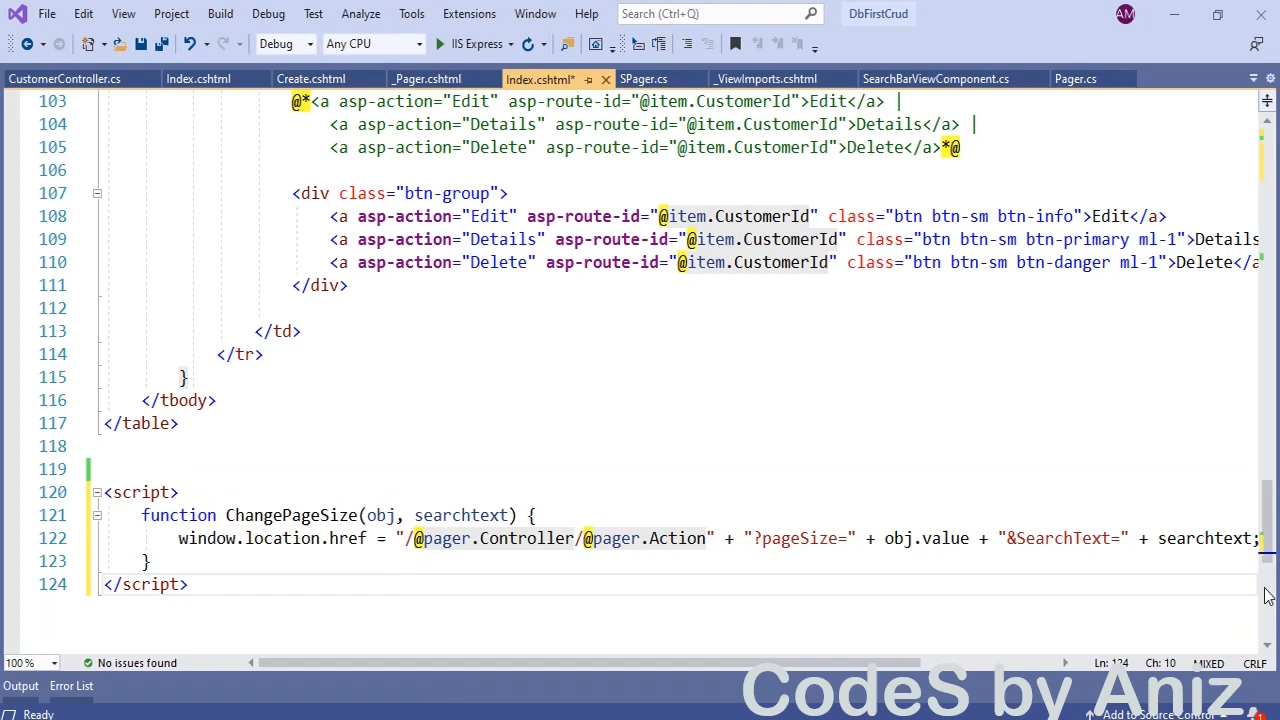 File Edit View Project Build Debug Test Analyze Tools Extensions Window Help Search (Ctrl+Q) DbFirstCrud AM
Debug Any CPU IIS Express
CustomerController.cs Index.cshtml Create.cshtml _Pager.cshtml Index.cshtml* SPager.cs _ViewImports.cshtml SearchBarViewComponent.cs Pager.cs
103 @*<a asp-action="Edit" asp-route-id="@item.CustomerId">Edit</a> |
104 <a asp-action="Details" asp-route-id="@item.CustomerId">Details</a> |
105 <a asp-action="Delete" asp-route-id="@item.CustomerId">Delete</a>*@
106
107 <div class="btn-group">
108 <a asp-action="Edit" asp-route-id="@item.CustomerId" class="btn btn-sm btn-info">Edit</a>
109 <a asp-action="Details" asp-route-id="@item.CustomerId" class="btn btn-sm btn-primary ml-1">Details
110 <a asp-action="Delete" asp-route-id="@item.CustomerId" class="btn btn-sm btn-danger ml-1">Delete</a
111 </div>
112
113 </td>
114 </tr>
115 }
116 </tbody>
117 </table>
118
119
120 <script>
121 function ChangePageSize(obj, searchtext) {
122 window.location.href = "/@pager.Controller/@pager.Action" + "?pageSize=" + obj.value + "&SearchText=" + searchtext;
123 }
124 </script>
100 % No issues found Ln: 124 Ch: 10 MIXED CRLF
Output Error List
CodeS by Aniz
Ready Add to Source Control 1